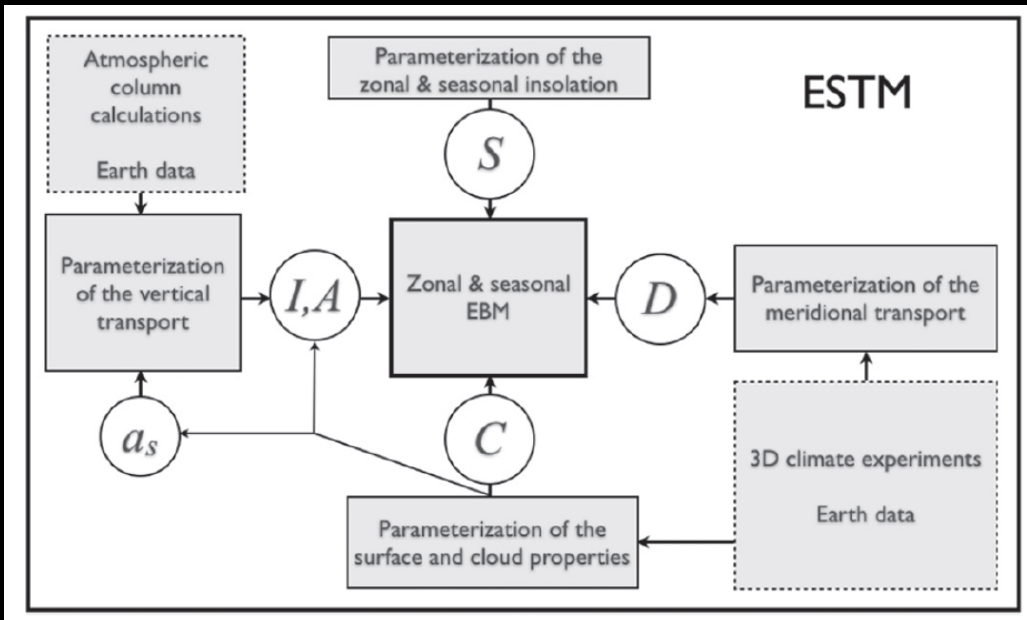 Atmospheric
column
calculations
Earth data
Parameterization of the
zonal & seasonal insolation
ESTM
S
Parameterization
of the vertical
transport
I,A
Zonal & seasonal
EBM
D
Parameterization of the
meridional transport
as
C
3D climate experiments
Earth data
Parameterization of the
surface and cloud properties